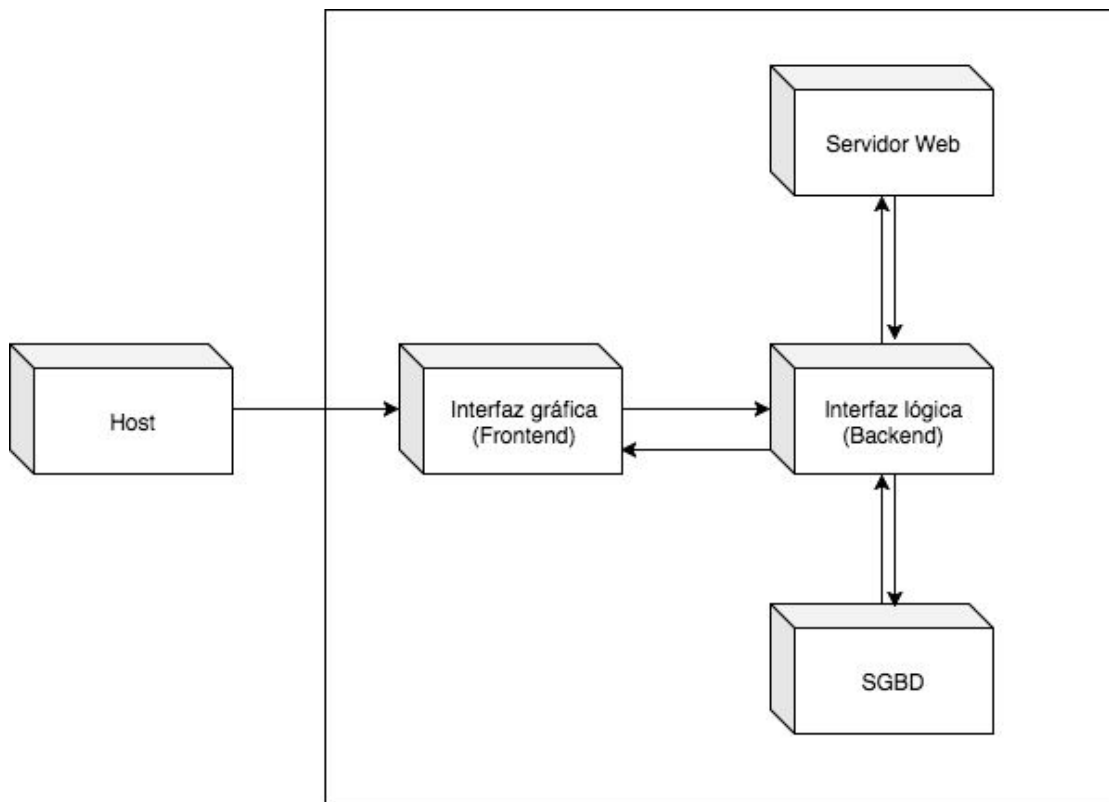 Servidor Web
Host
Interfaz gráfica
(Frontend)
Interfaz lógica
(Backend)
SGBD